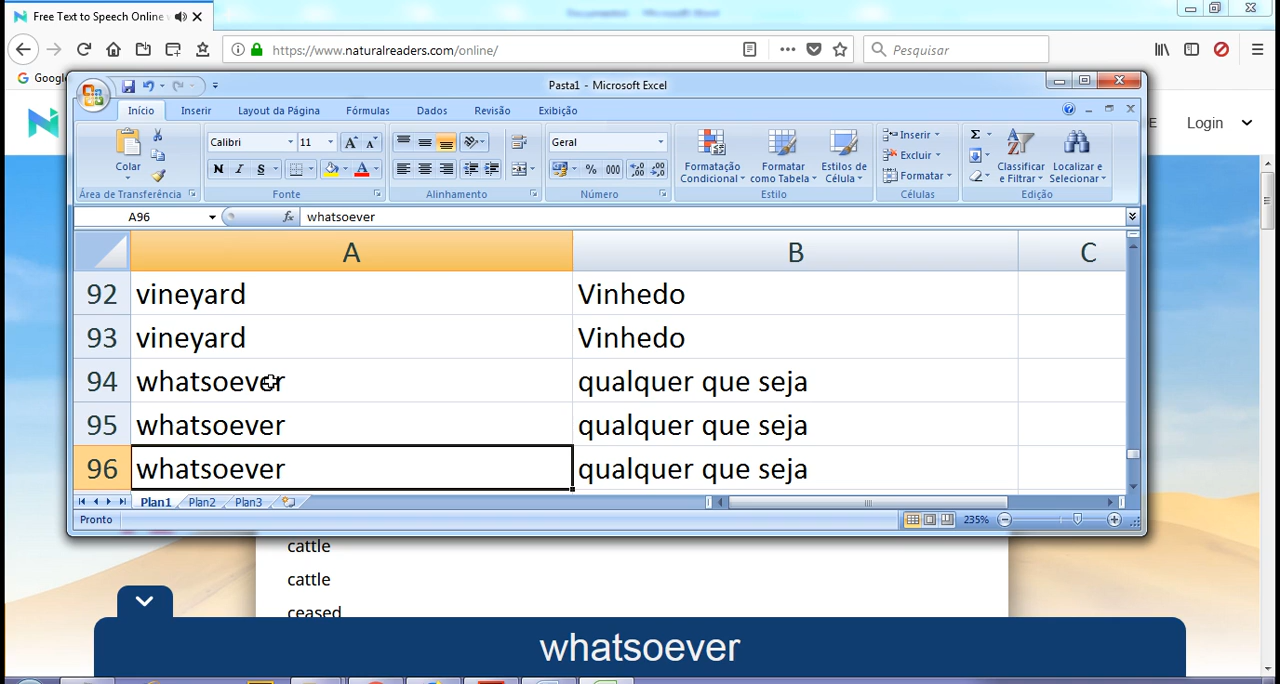 Free Text to Speech Online
https://www.naturalreaders.com/online/
Pesquisar
Google
Login
Pasta1 - Microsoft Excel
Início Inserir Layout da Página Fórmulas Dados Revisão Exibição
Colar
Calibri 11
Geral
Formatação Condicional
Formatar como Tabela
Estilos de Célula
Inserir
Excluir
Formatar
Classificar e Filtrar
Localizar e Selecionar
N I S
% 000
Área de Transferência Fonte Alinhamento Número Estilo Células Edição
A96 fx whatsoever
A B C
92 vineyard Vinhedo
93 vineyard Vinhedo
94 whatsoever qualquer que seja
95 whatsoever qualquer que seja
96 whatsoever qualquer que seja
Plan1 Plan2 Plan3
Pronto 235%
cattle
cattle
ceased
whatsoever